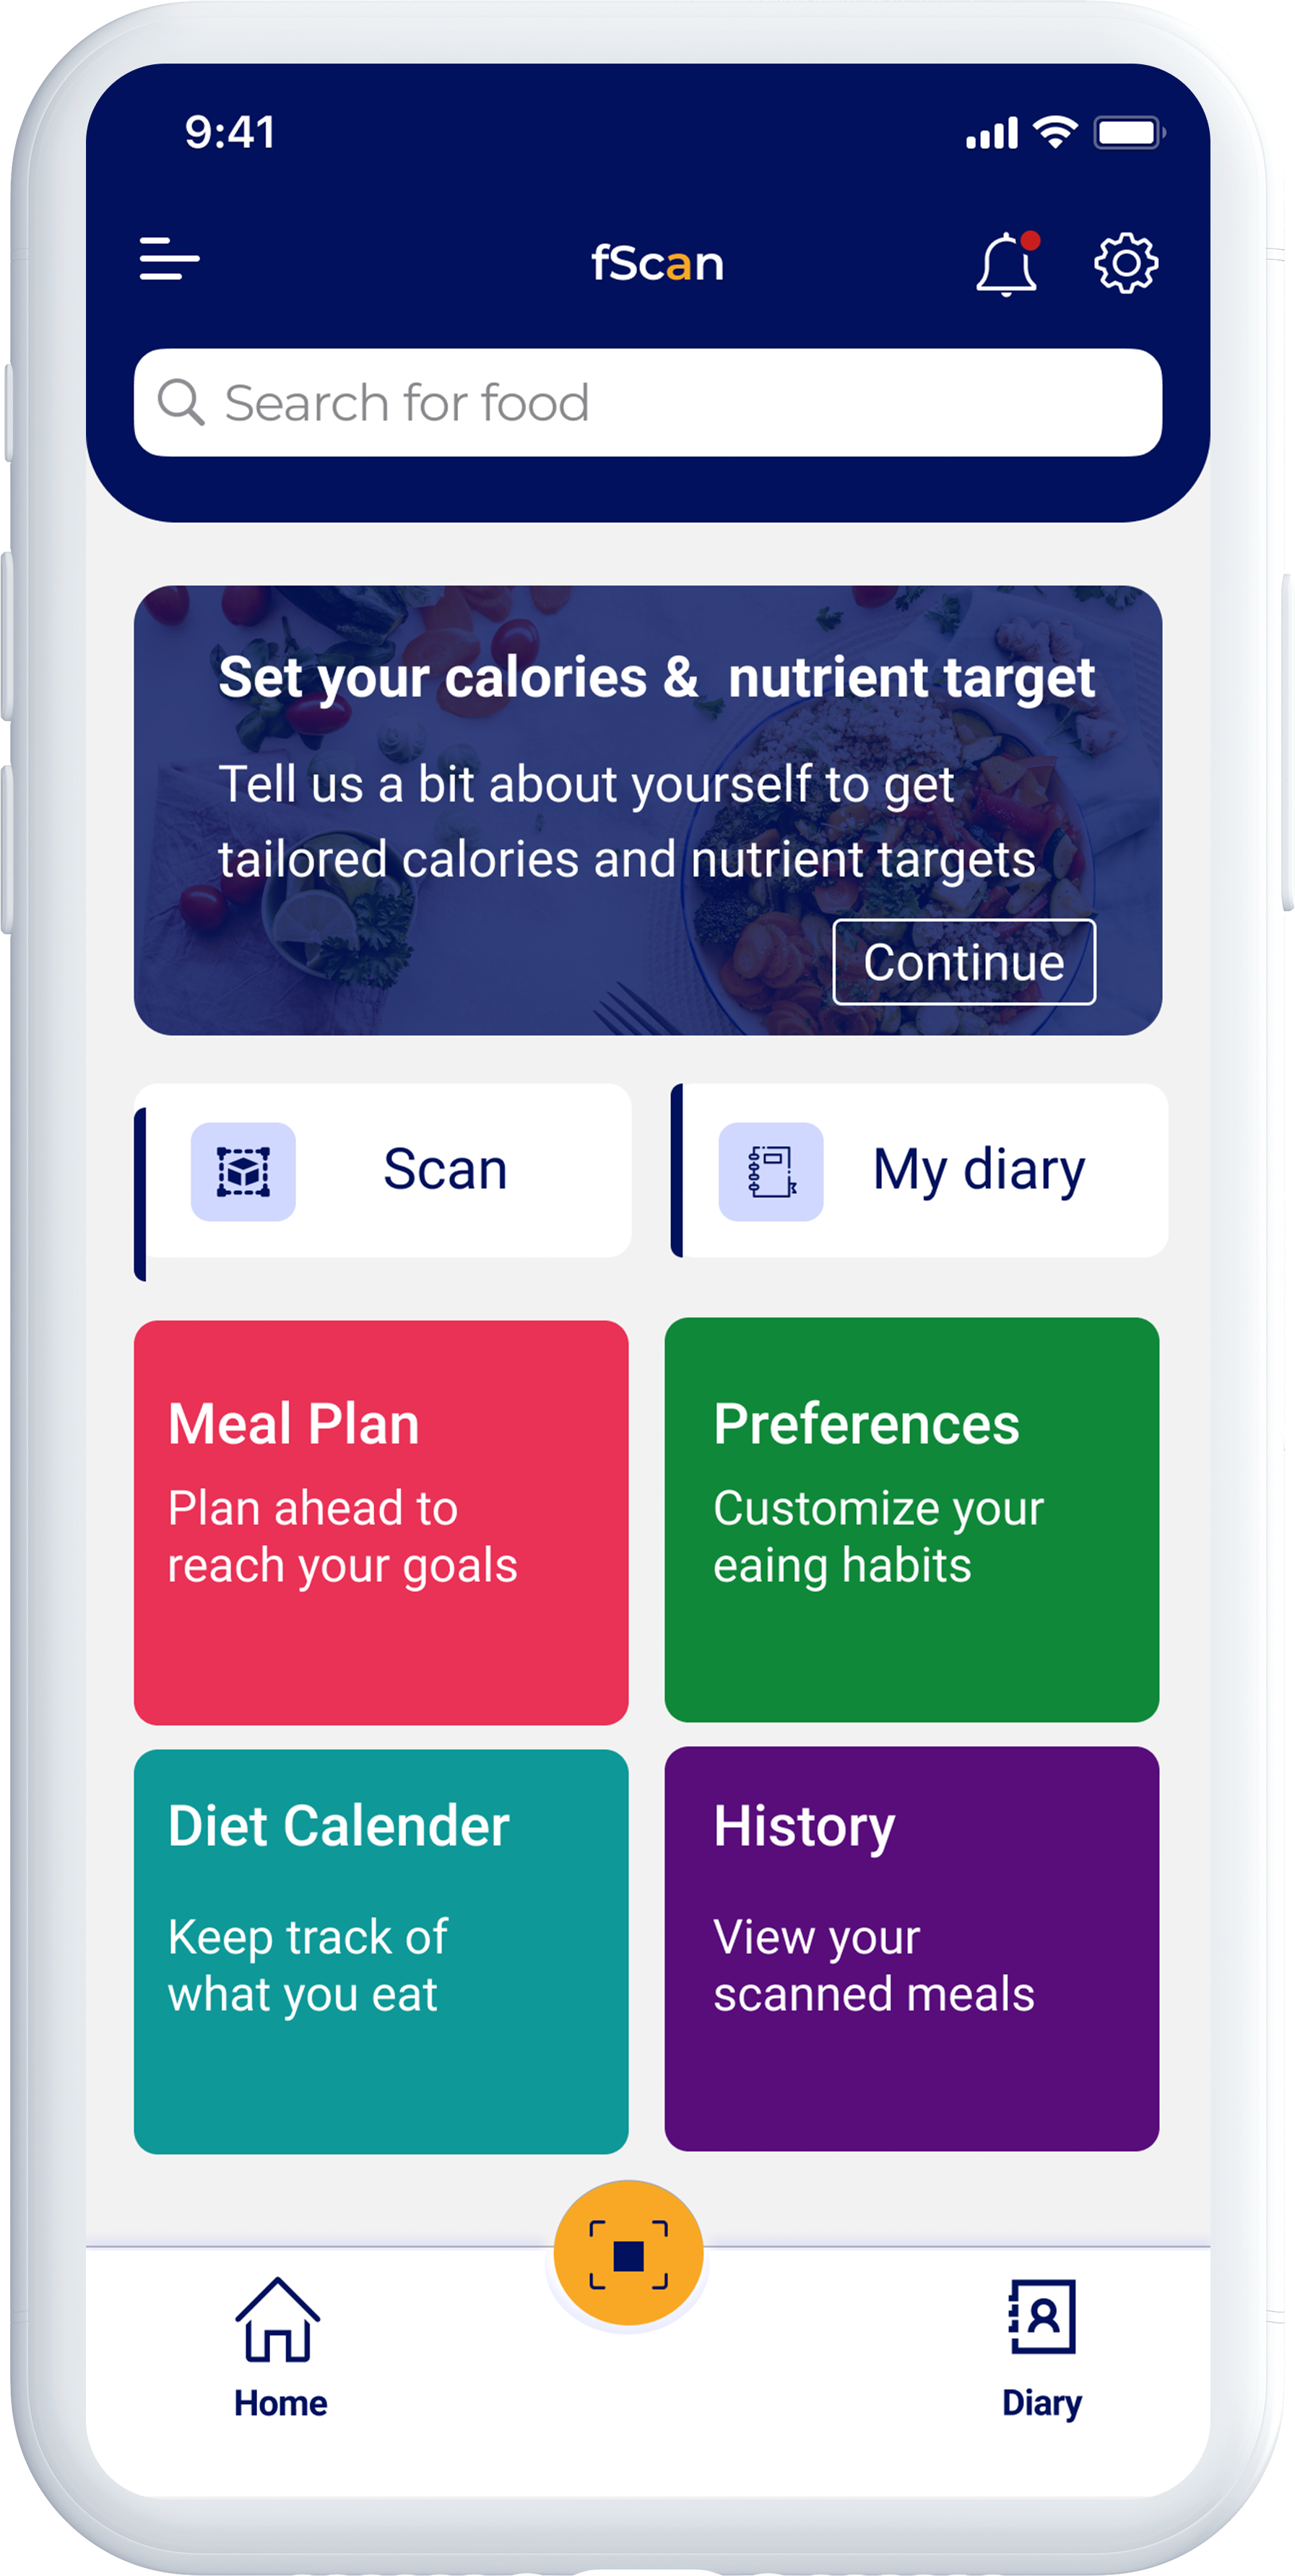 9:41
fScan
Search for food
Set your calories &  nutrient target
Tell us a bit about yourself to get
tailored calories and nutrient targets
Continue
Scan
My diary
Meal Plan
Plan ahead to
reach your goals
Preferences
Customize your
eaing habits
Diet Calender
Keep track of
what you eat
History
View your
scanned meals
Home
Diary